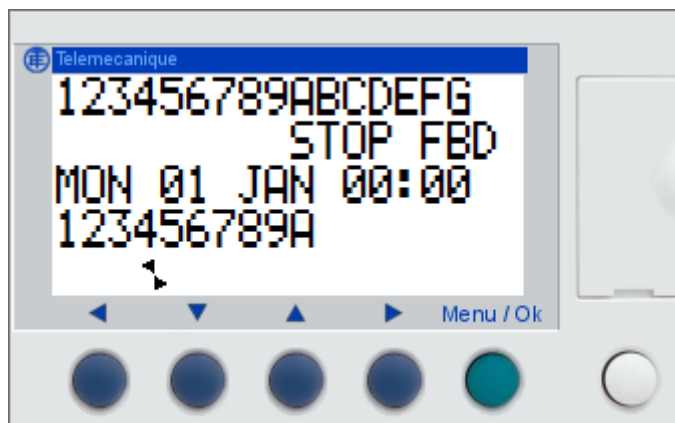 Telemecanique
123456789ABCDEFG
STOP FBD
MON 01 JAN 00:00
123456789A
Menu / Ok